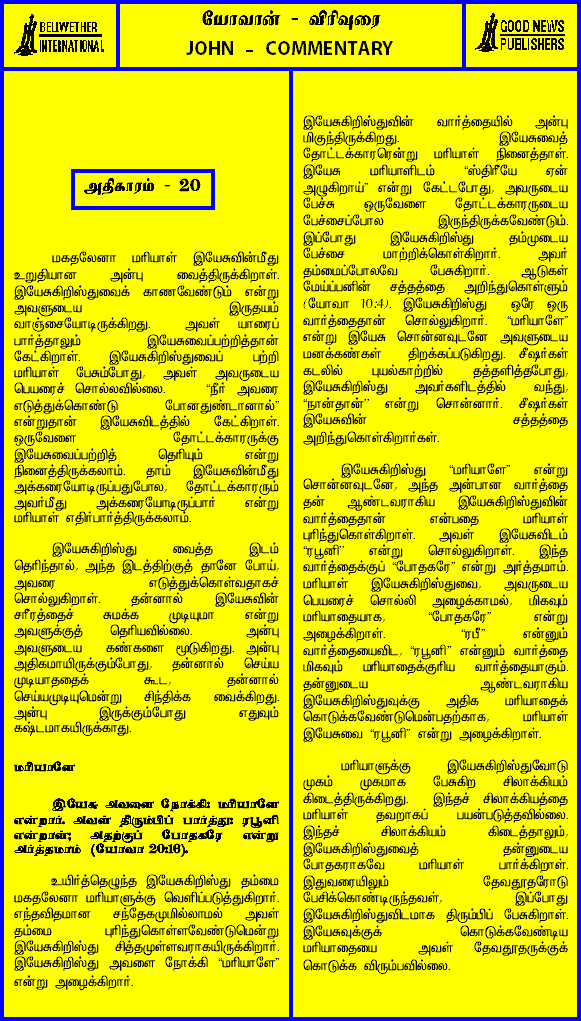 BELIWETHER
INTERNATIONAL
யோவான் - விரிவுரை
JOHN - COMMENTARY
GOOD NEWS
PUBLISHERS
அதிகாரம் - 20
மகதலேனா மரியாள் இயேசுவின்மீது
உறுதியான அன்பு வைத்திருக்கிறாள்.
இயேசுகிறிஸ்துவைக் காணவேண்டும் என்று
அவளுடைய இருதயம்
வாஞ்சையோடிருக்கிறது. அவள் யாரைப்
பார்த்தாலும் இயேசுவைப்பற்றித்தான்
கேட்கிறாள். இயேசுகிறிஸ்துவைப் பற்றி
மரியாள் பேசும்போது, அவள் அவருடைய
பெயரைச் சொல்லவில்லை. “நீர் அவரை
எடுத்துக்கொண்டு போனதுண்டானால்”
என்றுதான் இயேசுவிடத்தில் கேட்கிறாள்.
ஒருவேளை தோட்டக்காரருக்கு
இயேசுவைப்பற்றித் தெரியும் என்று
நினைத்திருக்கலாம். தாம் இயேசுவின்மீது
அக்கரையோடிருப்பதுபோல, தோட்டக்காரரும்
அவர்மீது அக்கரையோடிருப்பார் என்று
மரியாள் எதிர்பார்த்திருக்கலாம்.
இயேசுகிறிஸ்து வைத்த இடம்
தெரிந்தால், அந்த இடத்திற்குத் தானே போய்,
அவரை எடுத்துக்கொள்வதாகச்
சொல்லுகிறாள். தன்னால் இயேசுவின்
சரீரத்தைச் சுமக்க முடியுமா என்று
அவளுக்குத் தெரியவில்லை. அன்பு
அவளுடைய கண்களை மூடுகிறது. அன்பு
அதிகமாயிருக்கும்போது, தன்னால் செய்ய
முடியாததைக் கூட, தன்னால்
செய்யமுடியுமென்று சிந்திக்க வைக்கிறது.
அன்பு இருக்கும்போது எதுவும்
கஷ்டமாகயிருக்காது.
மரியாளே
இயேசு அவளை நோக்கி: மரியாளே
என்றார். அவள் திரும்பிப் பார்த்து: ரபூனி
என்றாள்; அதற்குப் போதகரே என்று
அர்த்தமாம் (யோவா 20:16).
உயிர்த்தெழுந்த இயேசுகிறிஸ்து தம்மை
மகதலேனா மரியாளுக்கு வெளிப்படுத்துகிறார்.
எந்தவிதமான சந்தேகமுமில்லாமல் அவள்
தம்மை புரிந்துகொள்ளவேண்டுமென்று
இயேசுகிறிஸ்து சித்தமுள்ளவராகயிருக்கிறார்.
இயேசுகிறிஸ்து அவளை நோக்கி “மரியாளே”
என்று அழைக்கிறார்.
இயேசுகிறிஸ்துவின் வார்த்தையில் அன்பு
மிகுந்திருக்கிறது. இயேசுவைத்
தோட்டக்காரரென்று மரியாள் நினைத்தாள்.
இயேசு மரியாளிடம் “ஸ்திரீயே ஏன்
அழுகிறாய்” என்று கேட்டபோது, அவருடைய
பேச்சு ஒருவேளை தோட்டக்காரருடைய
பேச்சைப்போல இருந்திருக்கவேண்டும்.
இப்போது இயேசுகிறிஸ்து தம்முடைய
பேச்சை மாற்றிக்கொள்கிறார். அவர்
தம்மைப்போலவே பேசுகிறார். ஆடுகள்
மேய்ப்பனின் சத்தத்தை அறிந்துகொள்ளும்
(யோவா 10:4). இயேசுகிறிஸ்து ஒரே ஒரு
வார்த்தைதான் சொல்லுகிறார். “மரியாளே”
என்று இயேசு சொன்னவுடனே அவளுடைய
மனக்கண்கள் திறக்கப்படுகிறது. சீஷர்கள்
கடலில் புயல்காற்றில் தத்தளித்தபோது,
இயேசுகிறிஸ்து அவர்களிடத்தில் வந்து,
“நான்தான்” என்று சொன்னார். சீஷர்கள்
இயேசுவின் சத்தத்தை
அறிந்துகொள்கிறார்கள்.
இயேசுகிறிஸ்து “மரியாளே” என்று
சொன்னவுடனே, அந்த அன்பான வார்த்தை
தன் ஆண்டவராகிய இயேசுகிறிஸ்துவின்
வார்த்தைதான் என்பதை மரியாள்
புரிந்துகொள்கிறாள். அவள் இயேசுவிடம்
“ரபூனி” என்று சொல்லுகிறாள். இந்த
வார்த்தைக்குப் “போதகரே” என்று அர்த்தமாம்.
மரியாள் இயேசுகிறிஸ்துவை, அவருடைய
பெயரைச் சொல்லி அழைக்காமல், மிகவும்
மரியாதையாக, “போதகரே” என்று
அழைக்கிறாள். “ரபீ” என்னும்
வார்த்தையைவிட, “ரபூனி” என்னும் வார்த்தை
மிகவும் மரியாதைக்குரிய வார்த்தையாகும்.
தன்னுடைய ஆண்டவராகிய
இயேசுகிறிஸ்துவுக்கு அதிக மரியாதைக்
கொடுக்கவேண்டுமென்பதற்காக, மரியாள்
இயேசுவை “ரபூனி” என்று அழைக்கிறாள்.
மரியாளுக்கு இயேசுகிறிஸ்துவோடு
முகம் முகமாக பேசுகிற சிலாக்கியம்
கிடைத்திருக்கிறது. இந்தச் சிலாக்கியத்தை
மரியாள் தவறாகப் பயன்படுத்தவில்லை.
இந்தச் சிலாக்கியம் கிடைத்தாலும்,
இயேசுகிறிஸ்துவைத் தன்னுடைய
போதகராகவே மரியாள் பார்க்கிறாள்.
இதுவரையிலும் தேவதூதரோடு
பேசிக்கொண்டிருந்தவள், இப்போது
இயேசுகிறிஸ்துவிடமாக திரும்பிப் பேசுகிறாள்.
இயேசுவுக்குக் கொடுக்கவேண்டிய
மரியாதையை அவள் தேவதூதருக்குக்
கொடுக்க விரும்பவில்லை.